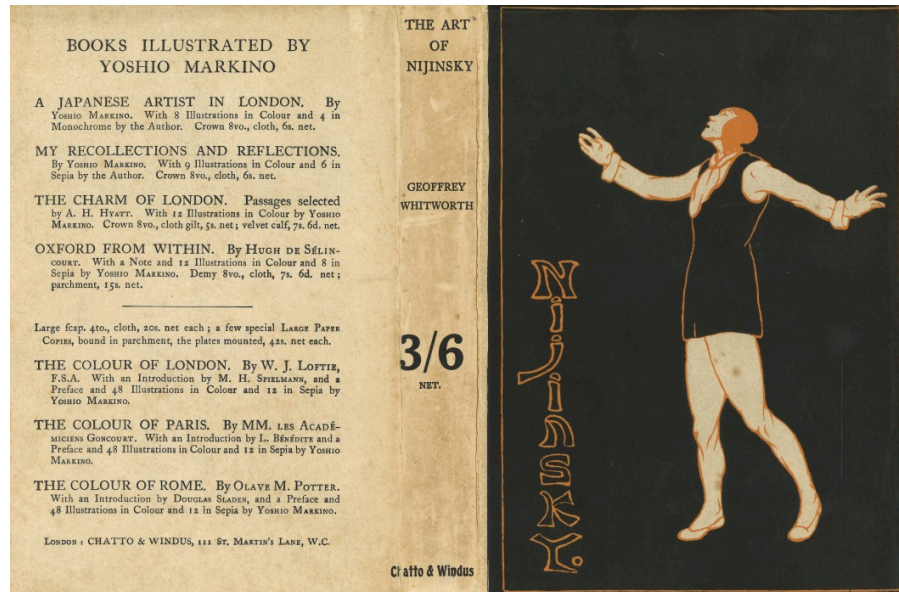 BOOKS ILLUSTRATED BY
YOSHIO MARKINO
A JAPANESE ARTIST IN LONDON. By
Yoshio Markino. With 8 Illustrations in Colour and 4 in
Monochrome by the Author. Crown 8vo., cloth, 6s. net.
MY RECOLLECTIONS AND REFLECTIONS.
By Yoshio Markino. With 9 Illustrations in Colour and 6 in
Sepia by the Author. Crown 8vo., cloth, 6s. net.
THE CHARM OF LONDON. Passages selected
by A. H. Hyatt. With 12 Illustrations in Colour by Yoshio
Markino. Crown 8vo., cloth gilt, 5s. net; velvet calf, 7s. 6d. net.
OXFORD FROM WITHIN. By Hugh de Sélin-
court. With a Note and 12 Illustrations in Colour and 8 in
Sepia by Yoshio Markino. Demy 8vo., cloth, 7s. 6d. net;
parchment, 15s. net.
Large fcap. 4to., cloth, 20s. net each; a few special Large Paper
Copies, bound in parchment, the plates mounted, 42s. net each.
THE COLOUR OF LONDON. By W. J. Loftie,
F.S.A. With an Introduction by M. H. Spielmann, and a
Preface and 48 Illustrations in Colour and 12 in Sepia by
Yoshio Markino.
THE COLOUR OF PARIS. By MM. les Acadé-
miciens Goncourt. With an Introduction by L. Bénédite and a
Preface and 48 Illustrations in Colour and 12 in Sepia by Yoshio
Markino.
THE COLOUR OF ROME. By Olave M. Potter.
With an Introduction by Douglas Sladen, and a Preface and
48 Illustrations in Colour and 12 in Sepia by Yoshio Markino.
London: CHATTO & WINDUS, 111 St. Martin's Lane, W.C.
THE ART
OF
NIJINSKY
GEOFFREY
WHITWORTH
3/6
NET.
Chatto & Windus
NijiNSKY.